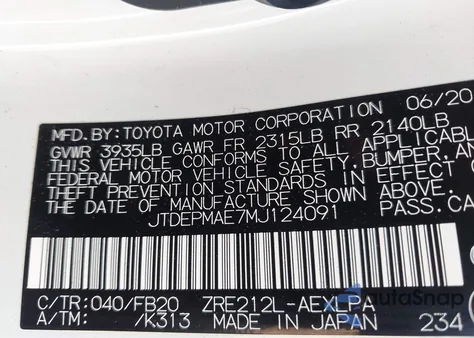 MFD.BY:TOYOTA MOTOR CORPORATION 06/20
GVWR 3935LB GAWR FR 2315LB RR 2140LB
THIS VEHICLE CONFORMS TO ALL APPLICABL
FEDERAL MOTOR VEHICLE SAFETY, BUMPER, AND
THEFT PREVENTION STANDARDS IN EFFECT O
THE DATE OF MANUFACTURE SHOWN ABOVE.
JTDEPMAE7MJ124091 PASS.CA
C/TR:040/FB20 ZRE212L-AEXLPA
A/TM: /K313 MADE IN JAPAN 234
AutoSnap